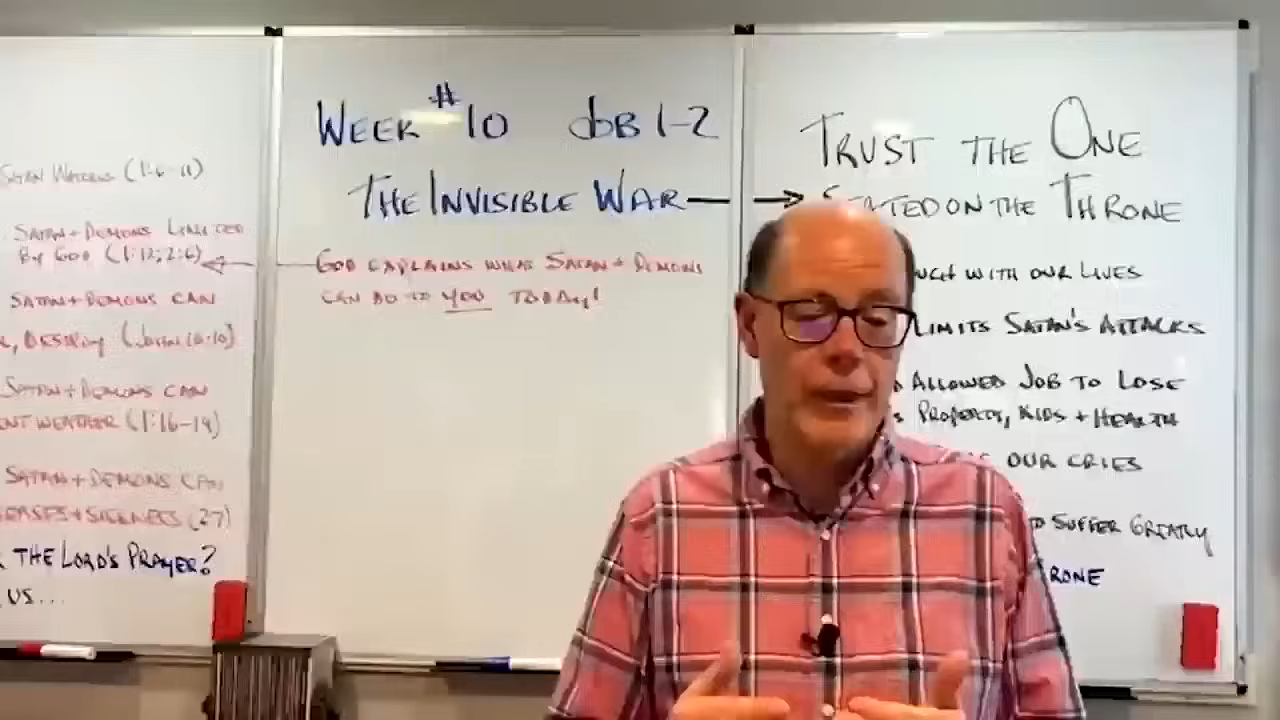 Satan Watching (1:6-11)
Satan + Demons Limited
By God (1:12; 2:6)
Satan + Demons Can
, Destroy (John 10:10)
Satan + Demons Can
Weather (1:16-19)
Satan + Demons Can
+ Sickness (2:7)
The Lord's Prayer?
us...
Week #10 Job 1-2
The Invisible War
God explains what Satan + Demons
can do to you today!
Trust the One
Seated on the Throne
with our lives
Limits Satan's Attacks
Allowed Job to Lose
Property, Kids + Health
our cries
Suffer Greatly